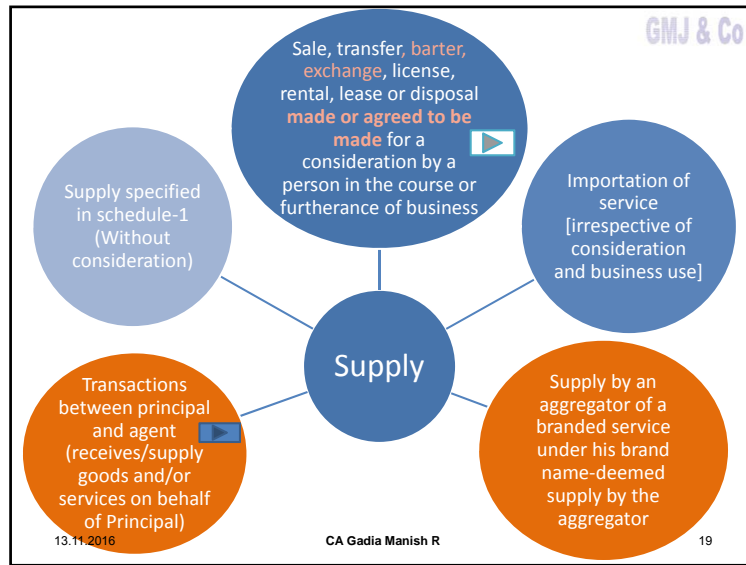 GMJ & Co
Sale, transfer, barter,
exchange, license,
rental, lease or disposal
made or agreed to be
made for a
consideration by a
person in the course or
furtherance of business
Supply specified
in schedule-1
(Without
consideration)
Importation of
service
[irrespective of
consideration
and business use]
Supply
Transactions
between principal
and agent
(receives/supply
goods and/or
services on behalf
of Principal)
Supply by an
aggregator of a
branded service
under his brand
name-deemed
supply by the
aggregator
13.11.2016
CA Gadia Manish R
19